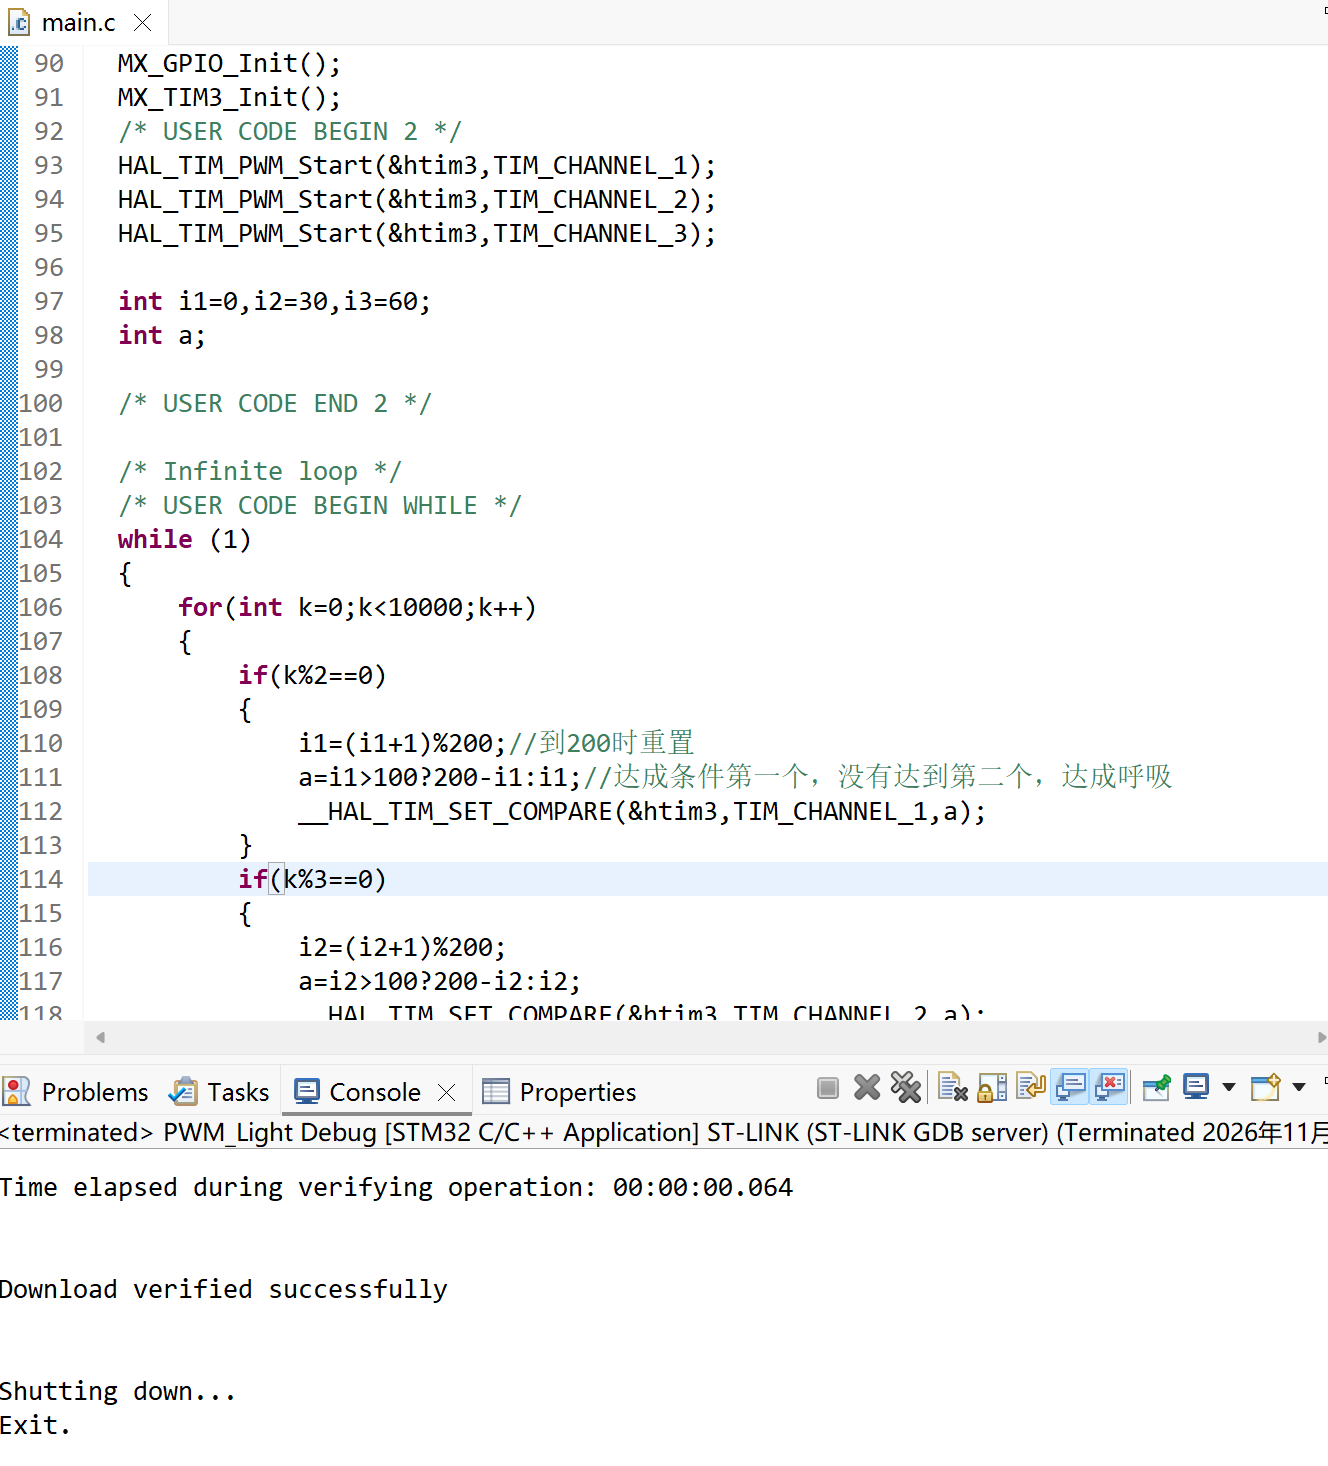 main.c
90 MX_GPIO_Init();
91 MX_TIM3_Init();
92 /* USER CODE BEGIN 2 */
93 HAL_TIM_PWM_Start(&htim3,TIM_CHANNEL_1);
94 HAL_TIM_PWM_Start(&htim3,TIM_CHANNEL_2);
95 HAL_TIM_PWM_Start(&htim3,TIM_CHANNEL_3);
96
97 int i1=0,i2=30,i3=60;
98 int a;
99
100 /* USER CODE END 2 */
101
102 /* Infinite loop */
103 /* USER CODE BEGIN WHILE */
104 while (1)
105 {
106 for(int k=0;k<10000;k++)
107 {
108 if(k%2==0)
109 {
110 i1=(i1+1)%200;//到200时重置
111 a=i1>100?200-i1:i1;//达成条件第一个，没有达到第二个，达成呼吸
112 __HAL_TIM_SET_COMPARE(&htim3,TIM_CHANNEL_1,a);
113 }
114 if(k%3==0)
115 {
116 i2=(i2+1)%200;
117 a=i2>100?200-i2:i2;
118 __HAL_TIM_SET_COMPARE(&htim3,TIM_CHANNEL_2,a);
Problems Tasks Console Properties
<terminated> PWM_Light Debug [STM32 C/C++ Application] ST-LINK (ST-LINK GDB server) (Terminated 2026年11月
Time elapsed during verifying operation: 00:00:00.064
Download verified successfully
Shutting down...
Exit.